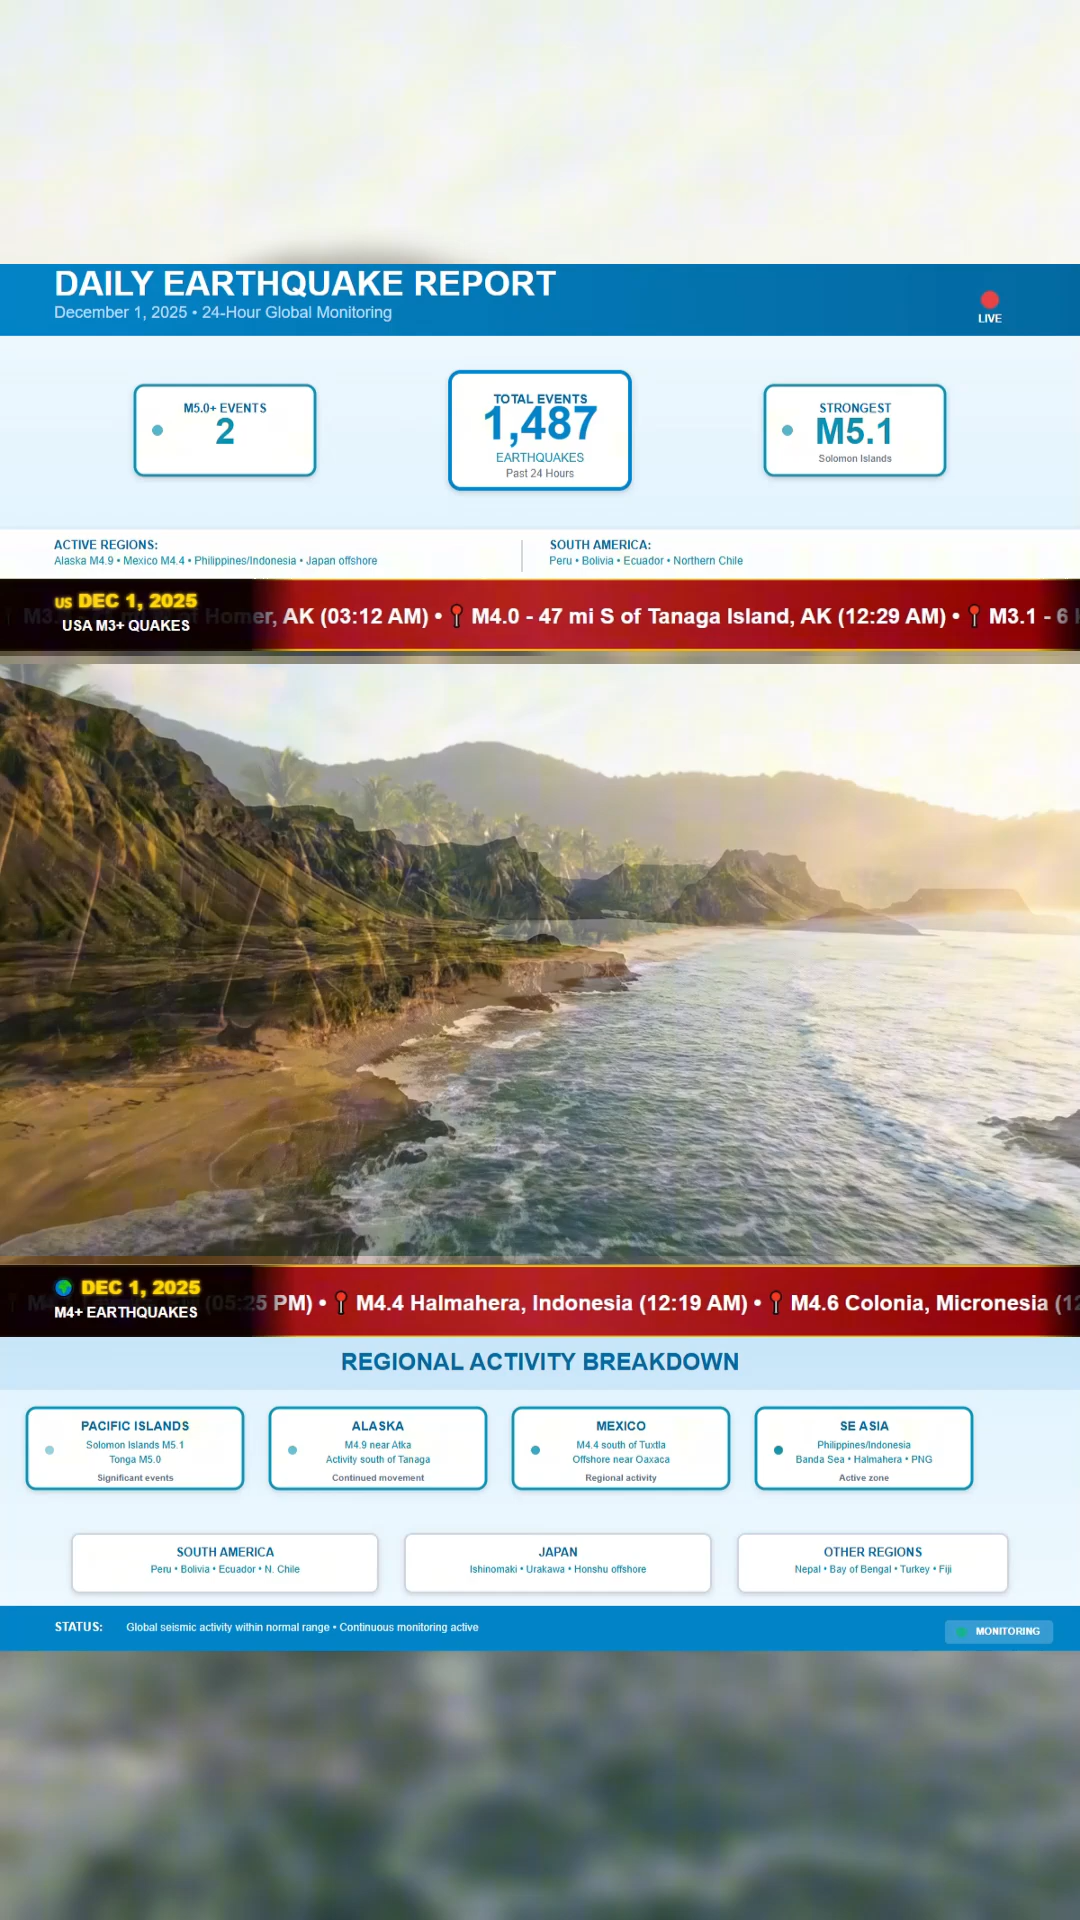 DAILY EARTHQUAKE REPORT
December 1, 2025 • 24-Hour Global Monitoring
LIVE
M5.0+ EVENTS
2
TOTAL EVENTS
1,487
EARTHQUAKES
Past 24 Hours
STRONGEST
M5.1
Solomon Islands
ACTIVE REGIONS:
Alaska M4.9 • Mexico M4.4 • Philippines/Indonesia • Japan offshore
SOUTH AMERICA:
Peru • Bolivia • Ecuador • Northern Chile
US DEC 1, 2025
USA M3+ QUAKES
of Homer, AK (03:12 AM) • 📍 M4.0 - 47 mi S of Tanaga Island, AK (12:29 AM) • 📍 M3.1 - 6
🌍 DEC 1, 2025
M4+ EARTHQUAKES
(05:25 PM) • 📍 M4.4 Halmahera, Indonesia (12:19 AM) • 📍 M4.6 Colonia, Micronesia (12
REGIONAL ACTIVITY BREAKDOWN
PACIFIC ISLANDS
Solomon Islands M5.1
Tonga M5.0
Significant events
ALASKA
M4.9 near Atka
Activity south of Tanaga
Continued movement
MEXICO
M4.4 south of Tuxtla
Offshore near Oaxaca
Regional activity
SE ASIA
Philippines/Indonesia
Banda Sea • Halmahera • PNG
Active zone
SOUTH AMERICA
Peru • Bolivia • Ecuador • N. Chile
JAPAN
Ishinomaki • Urakawa • Honshu offshore
OTHER REGIONS
Nepal • Bay of Bengal • Turkey • Fiji
STATUS: Global seismic activity within normal range • Continuous monitoring active
MONITORING